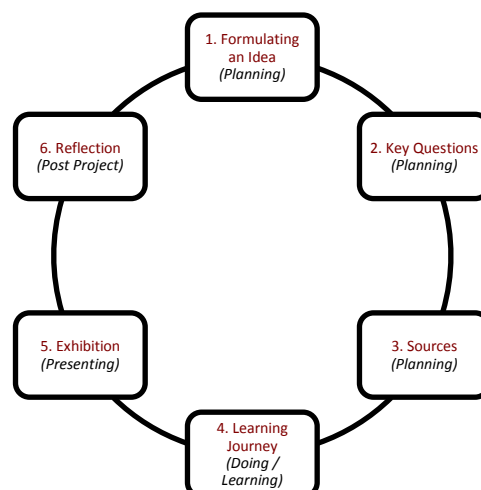 1. Formulating
an Idea
(Planning)
2. Key Questions
(Planning)
3. Sources
(Planning)
4. Learning
Journey
(Doing /
Learning)
5. Exhibition
(Presenting)
6. Reflection
(Post Project)